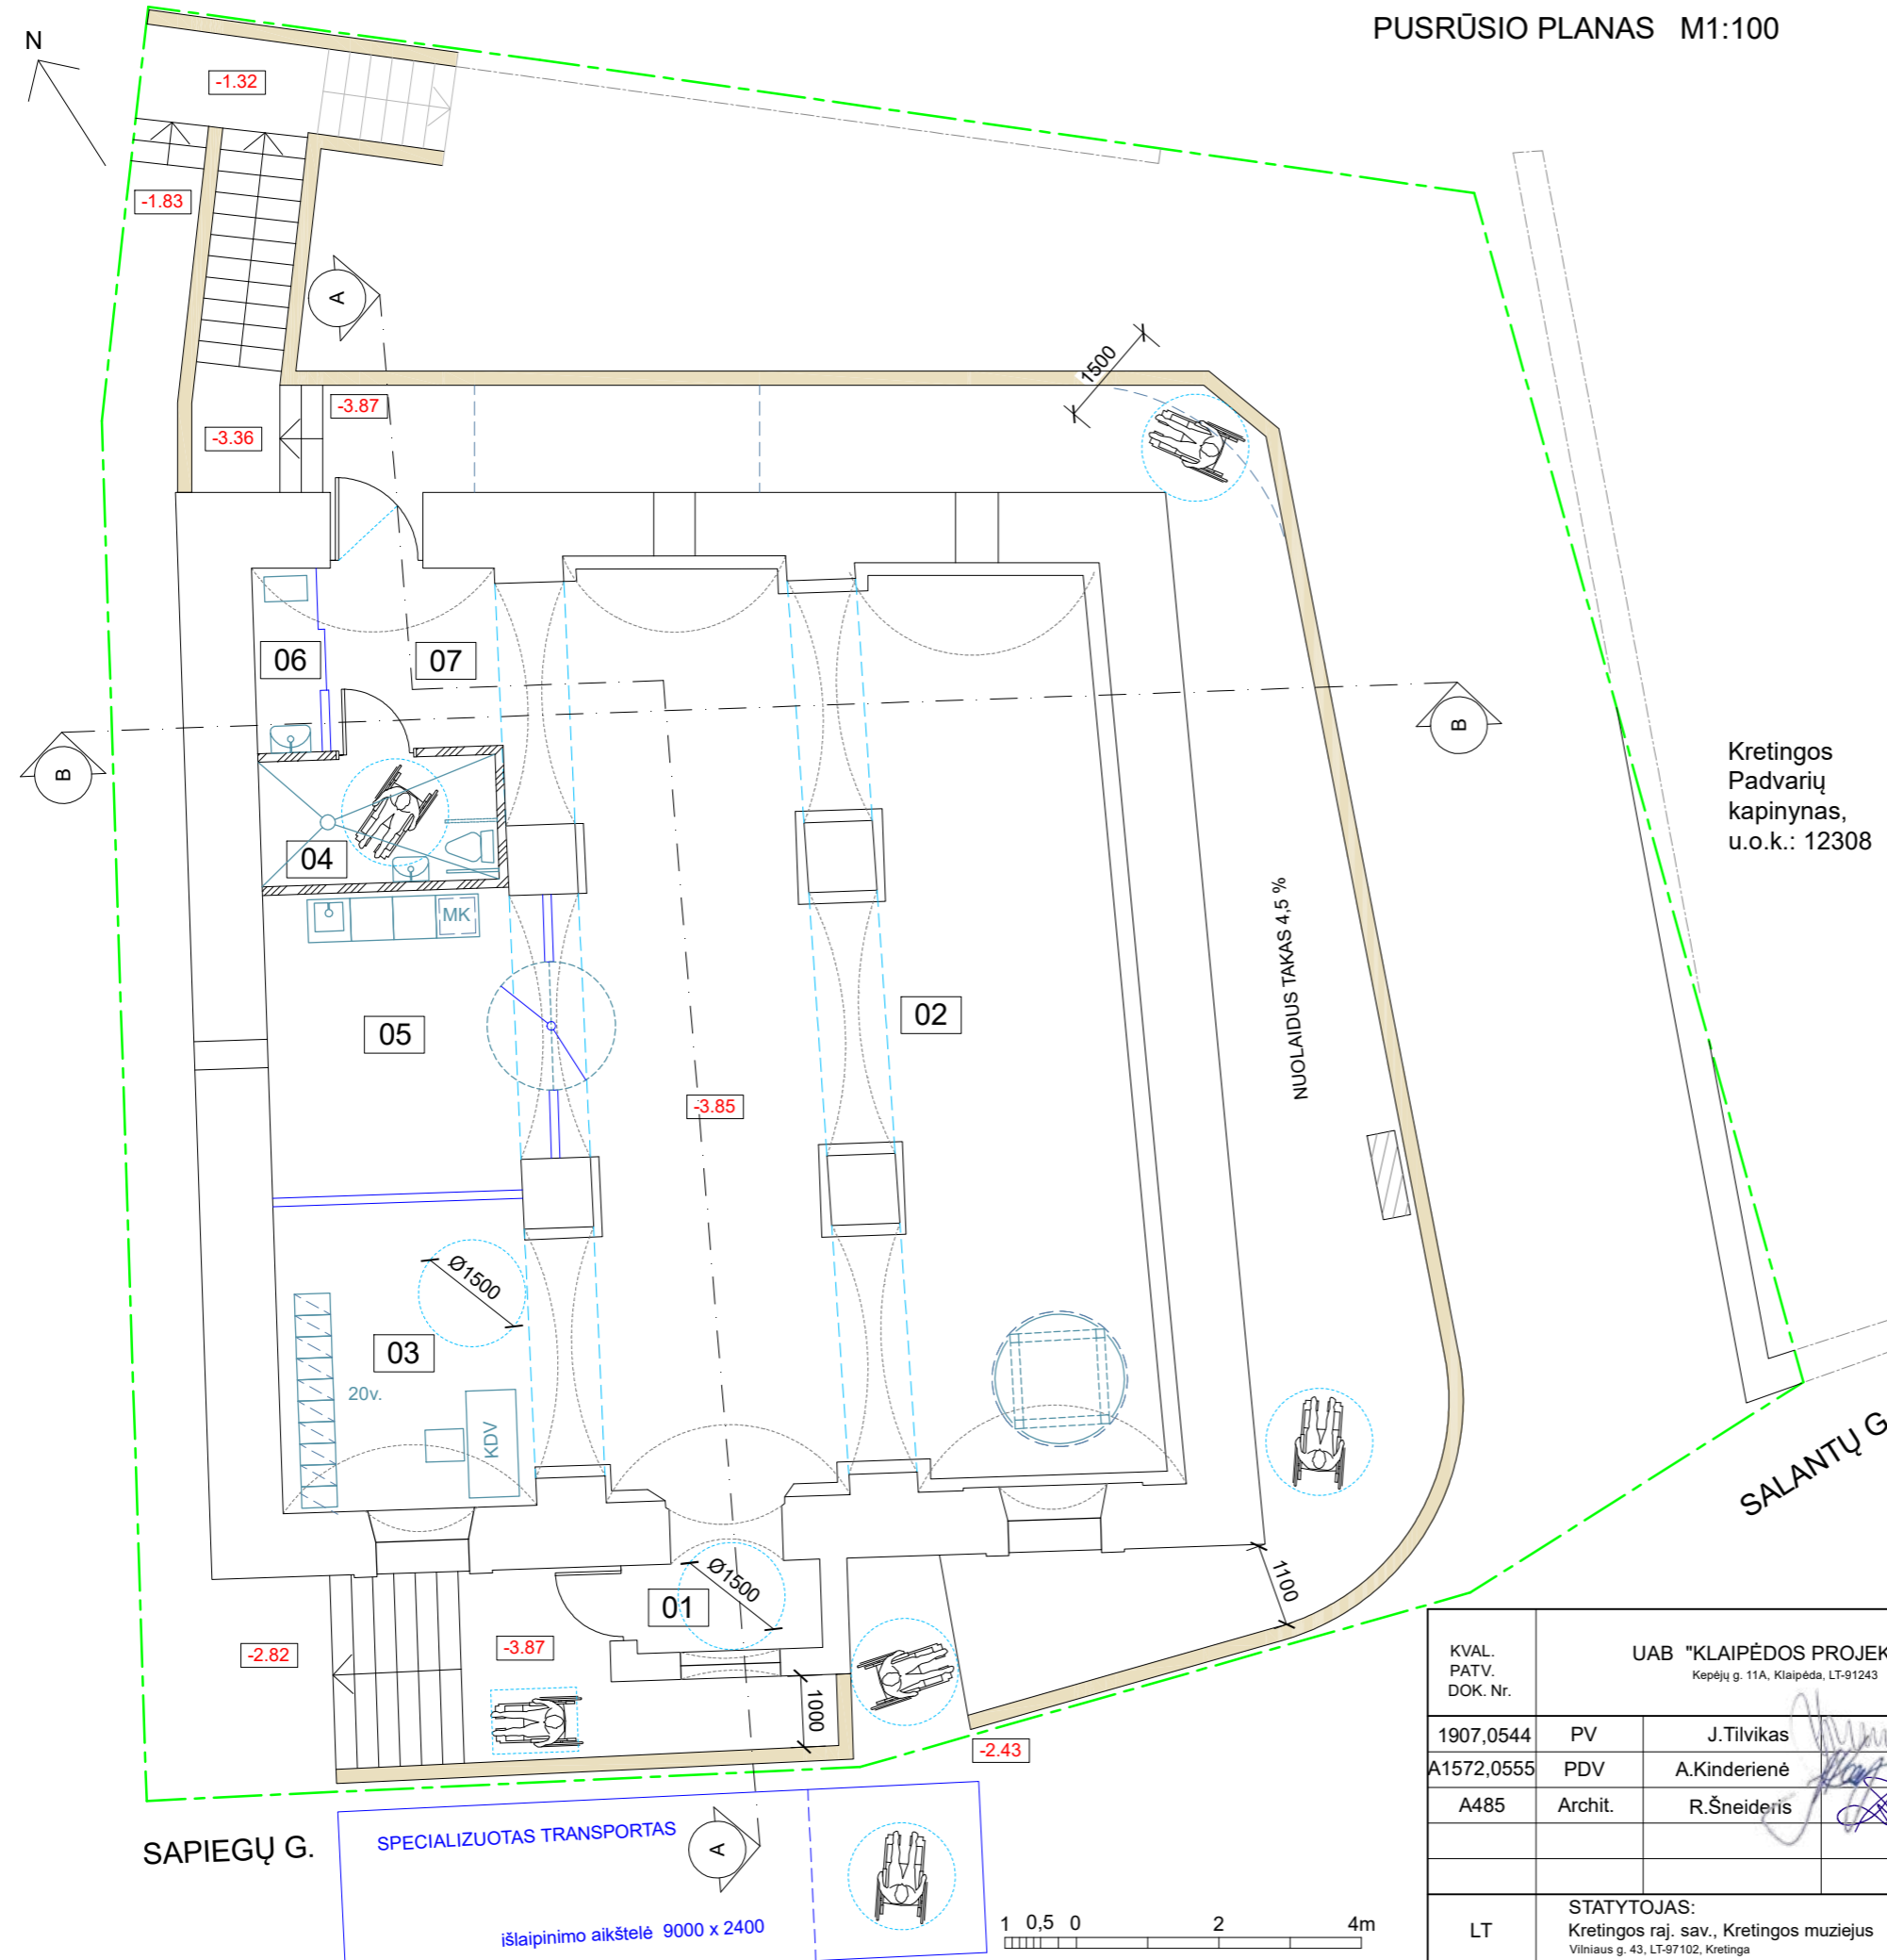 PUSRŪSIO PLANAS   M1:100
N
-1.32
-1.83
A
1500
-3.87
-3.36
06
07
B
B
Kretingos
Padvarių
kapinynas,
u.o.k.: 12308
04
MK
NUOLAIDUS TAKAS 4,5 %
05
02
-3.85
Ø1500
03
20v.
KDV
SALANTŲ G
Ø1500
1100
01
-3.87
-2.82
1000
-2.43
SAPIEGŲ G.
SPECIALIZUOTAS TRANSPORTAS
A
išlaipinimo aikštelė  9000 x 2400
1 0,5 0 2 4m
KVAL.
PATV.
DOK. Nr.
UAB "KLAIPĖDOS PROJEK
Kepėjų g. 11A, Klaipėda, LT-91243
1907,0544 PV J.Tilvikas
A1572,0555 PDV A.Kinderienė
A485 Archit. R.Šneideris
LT
STATYTOJAS:
Kretingos raj. sav., Kretingos muziejus
Vilniaus g. 43, LT-97102, Kretinga